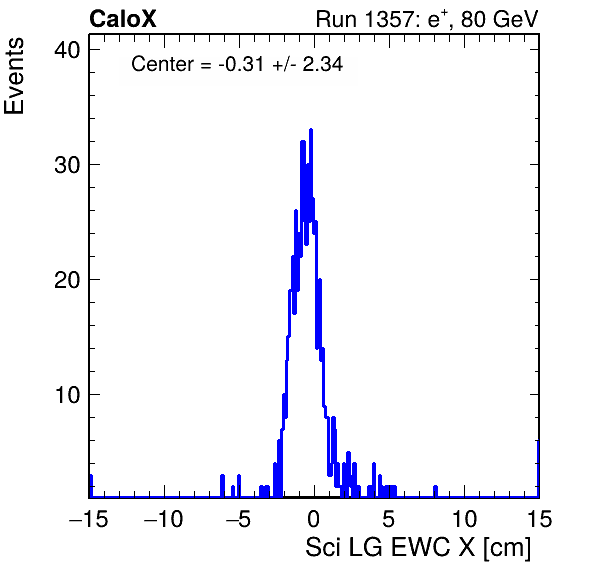 CaloX Run 1357: e⁺, 80 GeV
Events
Center = -0.31 +/- 2.34
40
30
20
10
−15 −10 −5 0 5 10 15
Sci LG EWC X [cm]